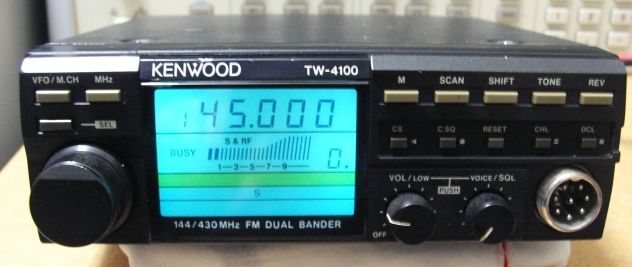 VFO/M.CH MHz
SEL
KENWOOD TW-4100
145.000
S & RF
BUSY
1–3–5–7–9
0.
S
144/430MHz FM DUAL BANDER
M SCAN SHIFT TONE REV
CS C.SQ RESET CHL DCL
VOL/LOW PUSH VOICE/SQL
OFF